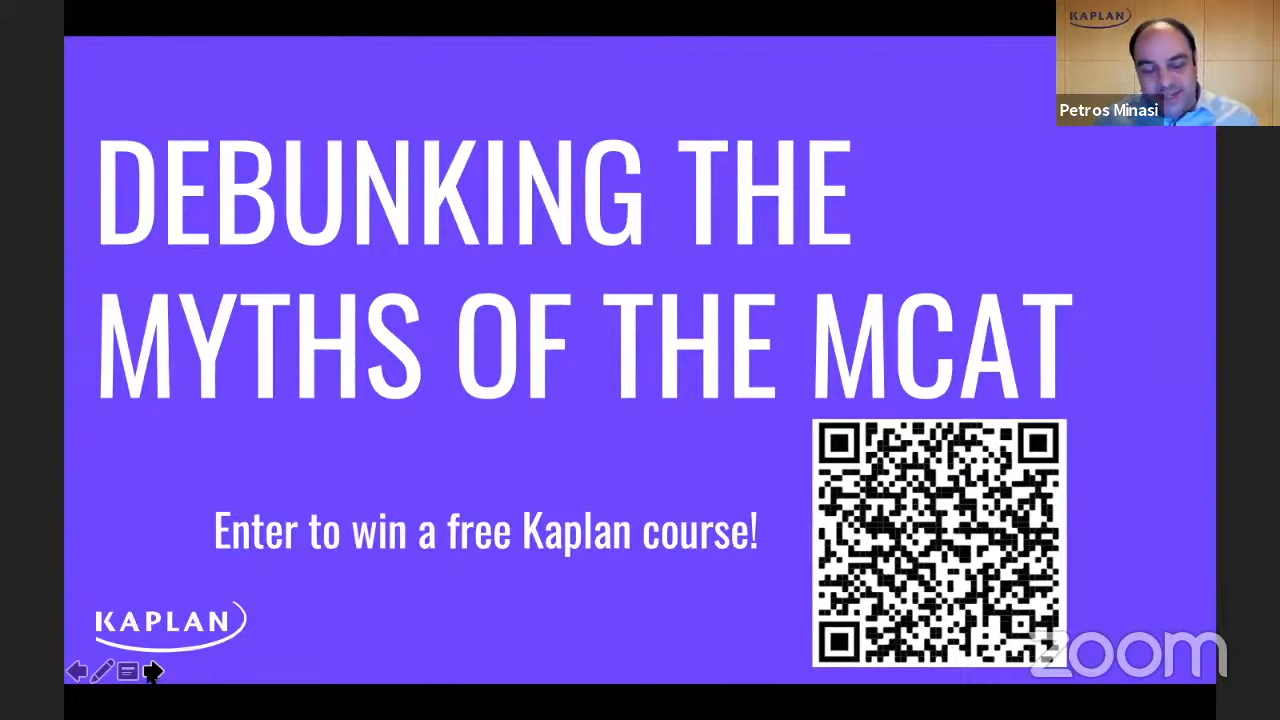 KAPLAN
Petros Minasi
DEBUNKING THE
MYTHS OF THE MCAT
Enter to win a free Kaplan course!
KAPLAN
zoom